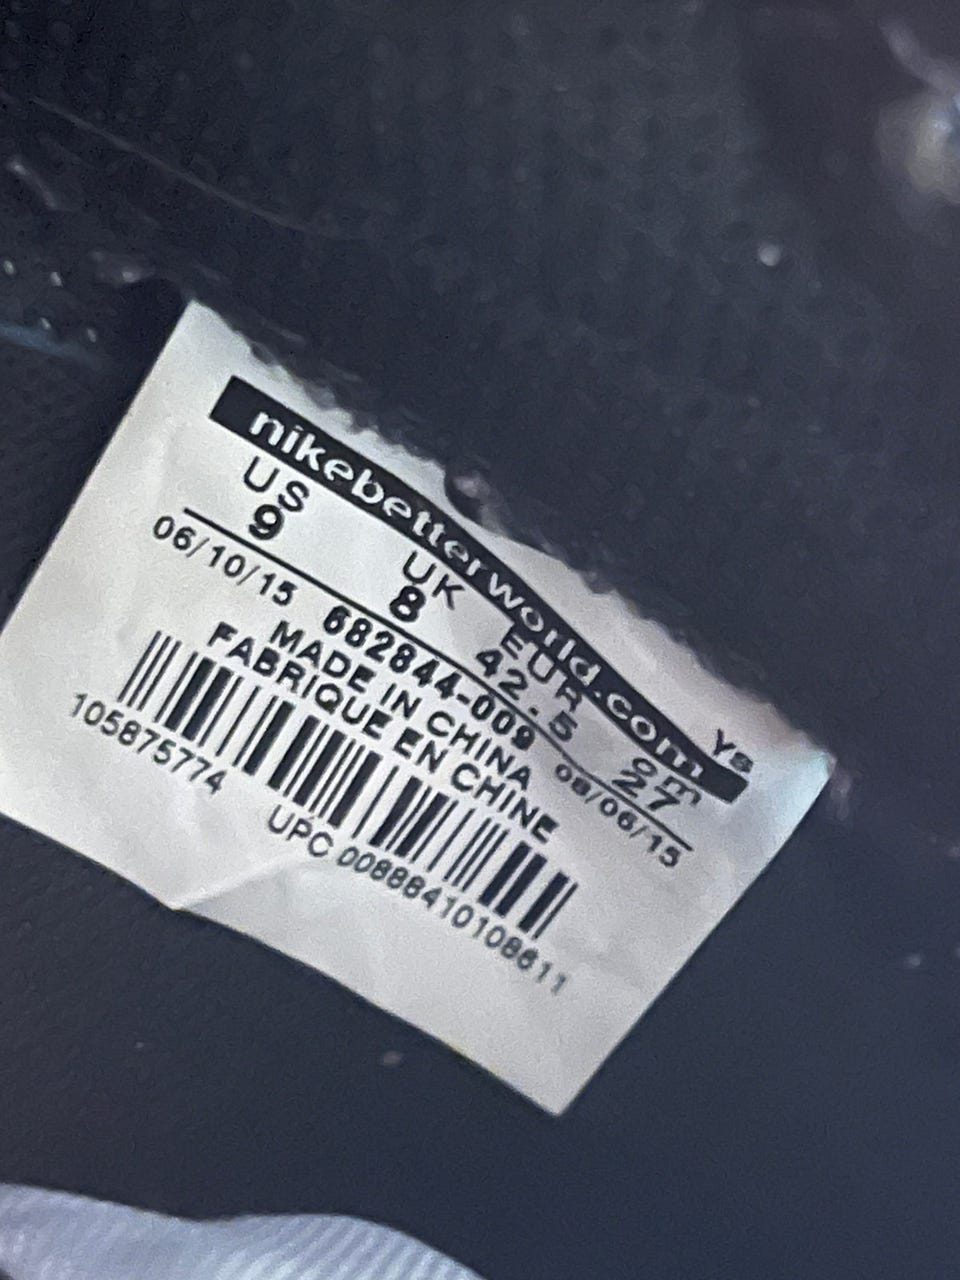 nikebetterworld.com Ys
US UK EUR cm
9 8 42.5 27
06/10/15 682844-009 08/06/15
MADE IN CHINA
FABRIQUE EN CHINE
105875774
UPC 00888410108611